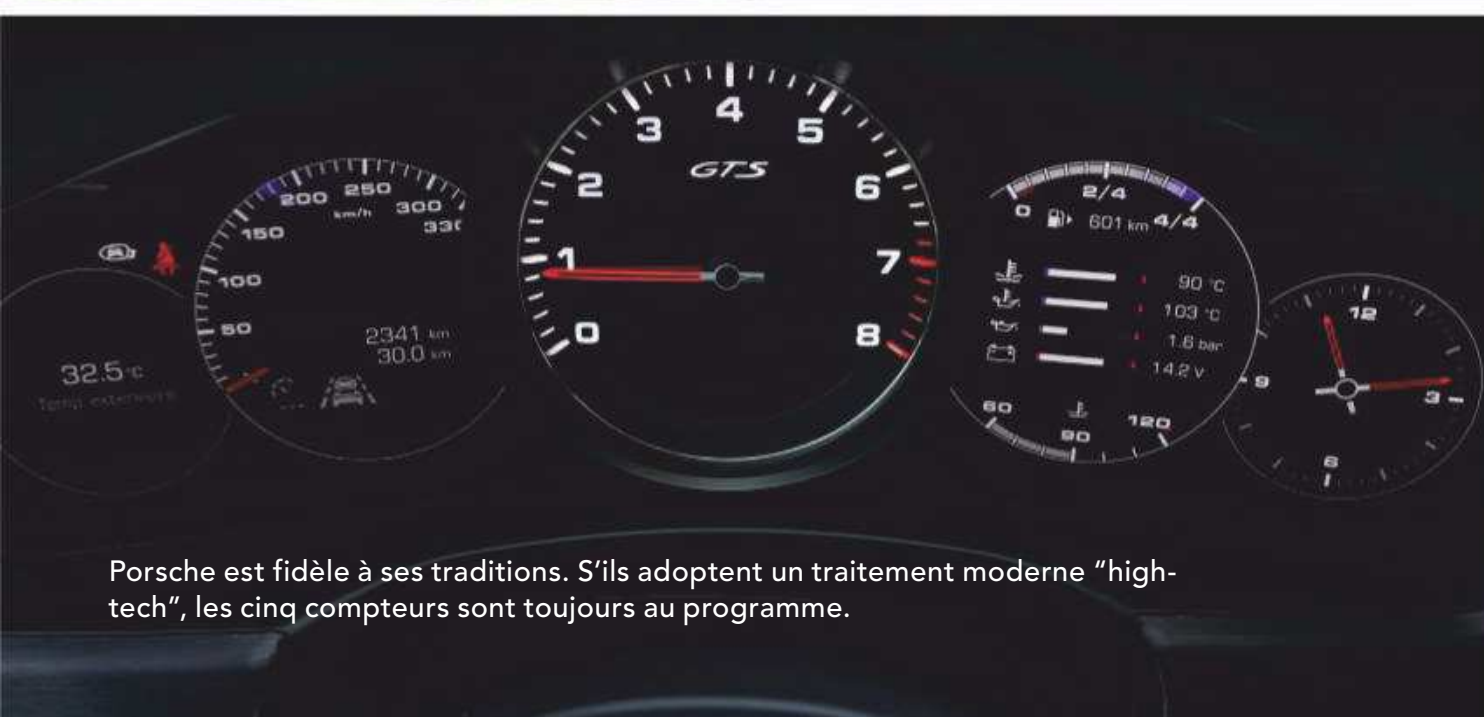 32.5 °C
Temp. extérieure
50
100
150
200
250
300
km/h
2341 km
30.0 km
0
1
2
3
4
5
6
7
8
GTS
0
2/4
4/4
601 km
90 °C
103 °C
1.6 bar
14.2 V
60
90
120
12
3
6
9
Porsche est fidèle à ses traditions. S’ils adoptent un traitement moderne “high-
tech”, les cinq compteurs sont toujours au programme.